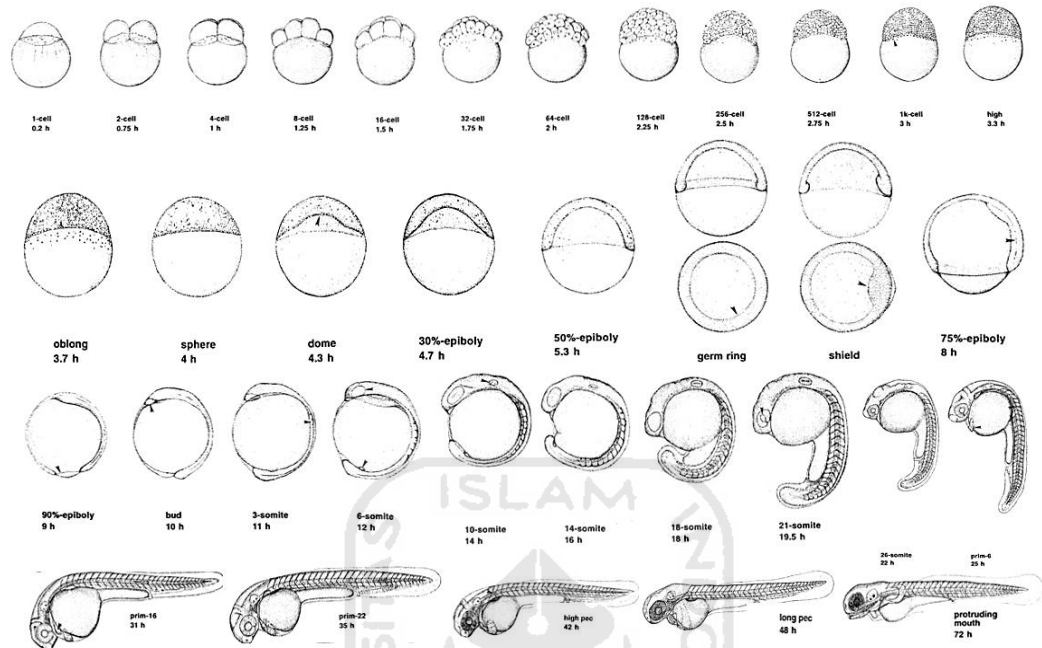 1-cell
0.2 h
2-cell
0.75 h
4-cell
1 h
8-cell
1.25 h
16-cell
1.5 h
32-cell
1.75 h
64-cell
2 h
128-cell
2.25 h
256-cell
2.5 h
512-cell
2.75 h
1k-cell
3 h
high
3.3 h
oblong
3.7 h
sphere
4 h
dome
4.3 h
30%-epiboly
4.7 h
50%-epiboly
5.3 h
germ ring
shield
75%-epiboly
8 h
90%-epiboly
9 h
bud
10 h
3-somite
11 h
6-somite
12 h
10-somite
14 h
14-somite
16 h
18-somite
18 h
21-somite
19.5 h
26-somite
22 h
prim-6
25 h
ISLAM
prim-16
31 h
prim-22
35 h
high pec
42 h
long pec
48 h
protruding
mouth
72 h